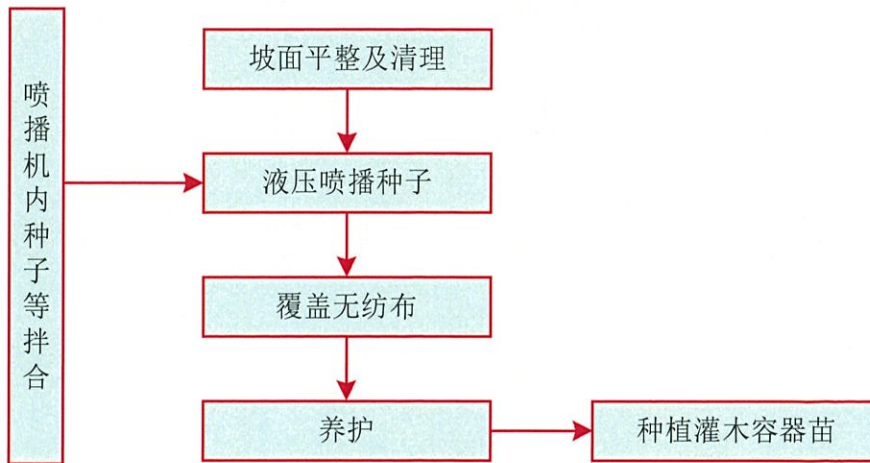 喷播机内种子等拌合
坡面平整及清理
液压喷播种子
覆盖无纺布
养护
种植灌木容器苗